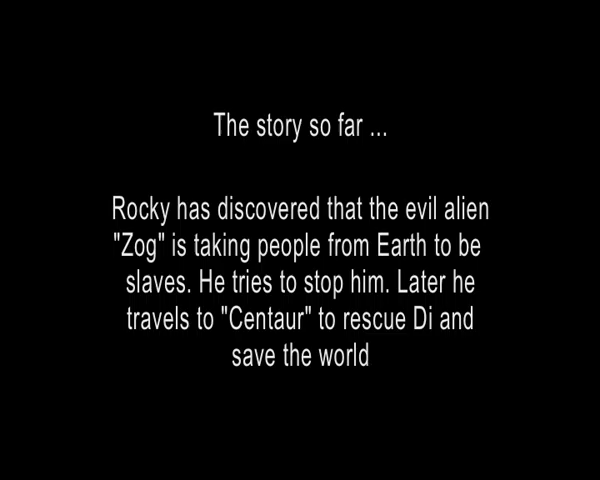 The story so far ...
Rocky has discovered that the evil alien
"Zog" is taking people from Earth to be
slaves. He tries to stop him. Later he
travels to "Centaur" to rescue Di and
save the world